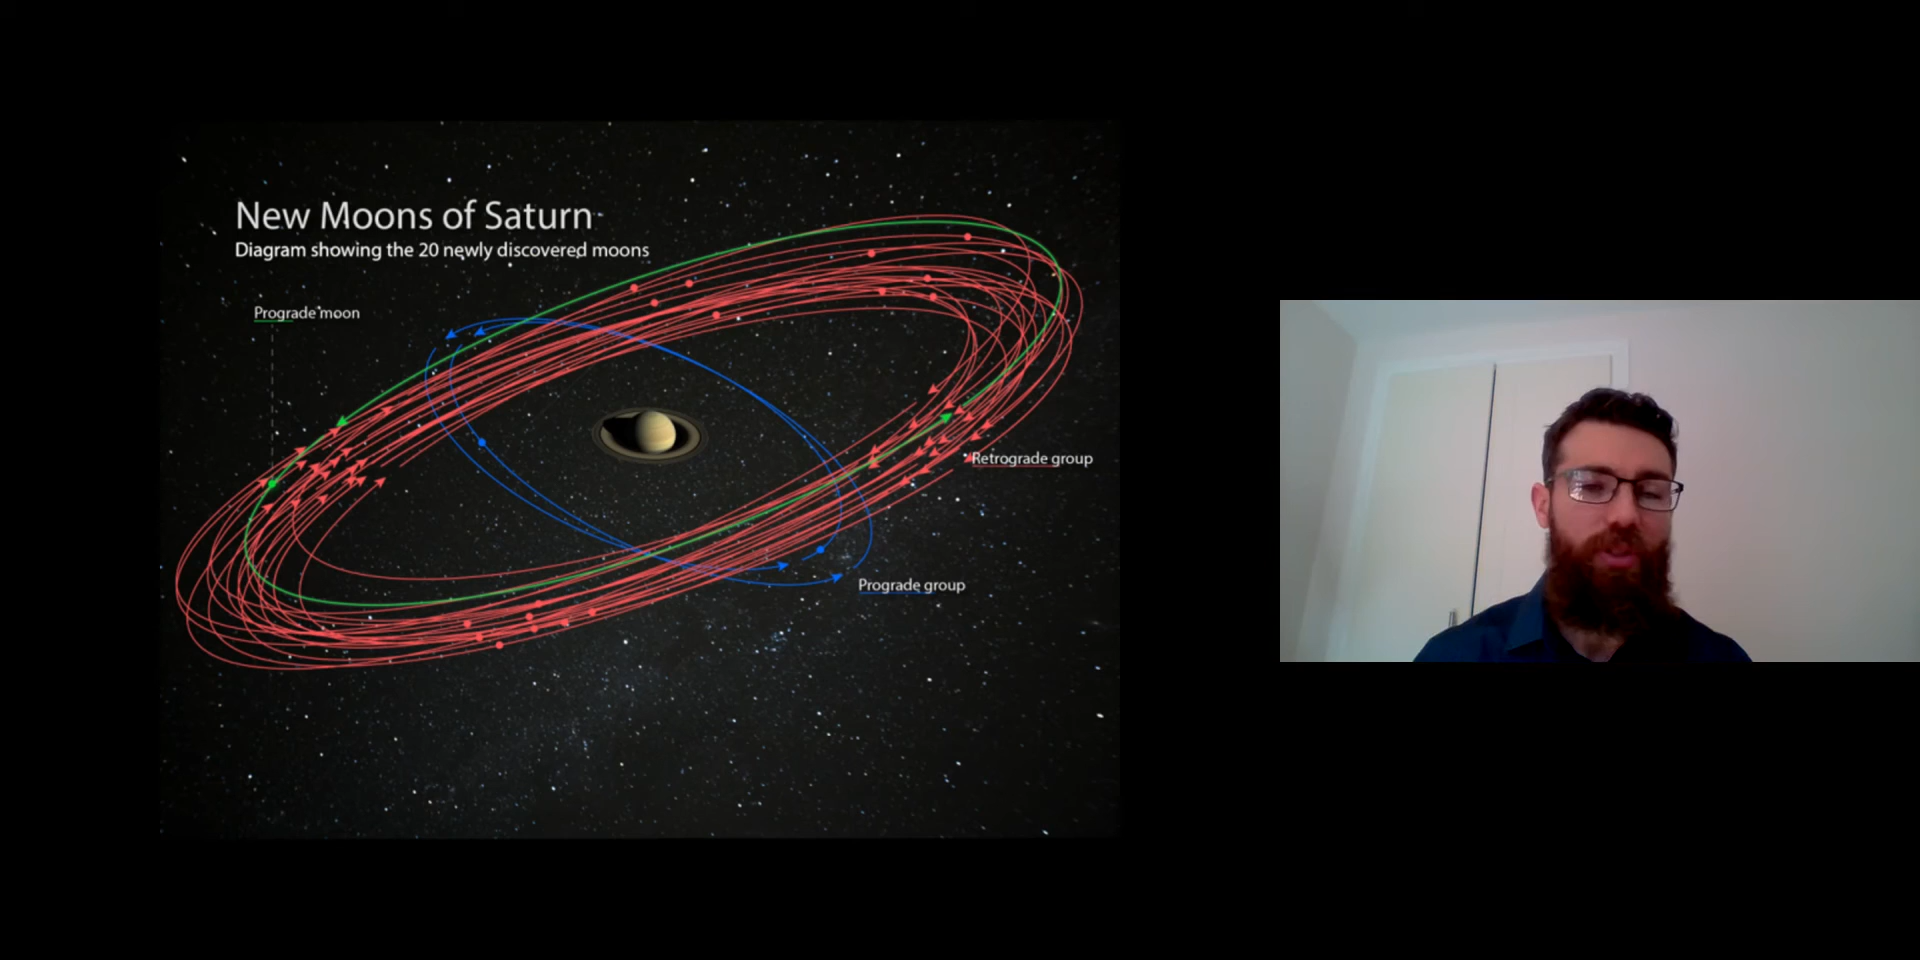 New Moons of Saturn
Diagram showing the 20 newly discovered moons
Prograde moon
Retrograde group
Prograde group